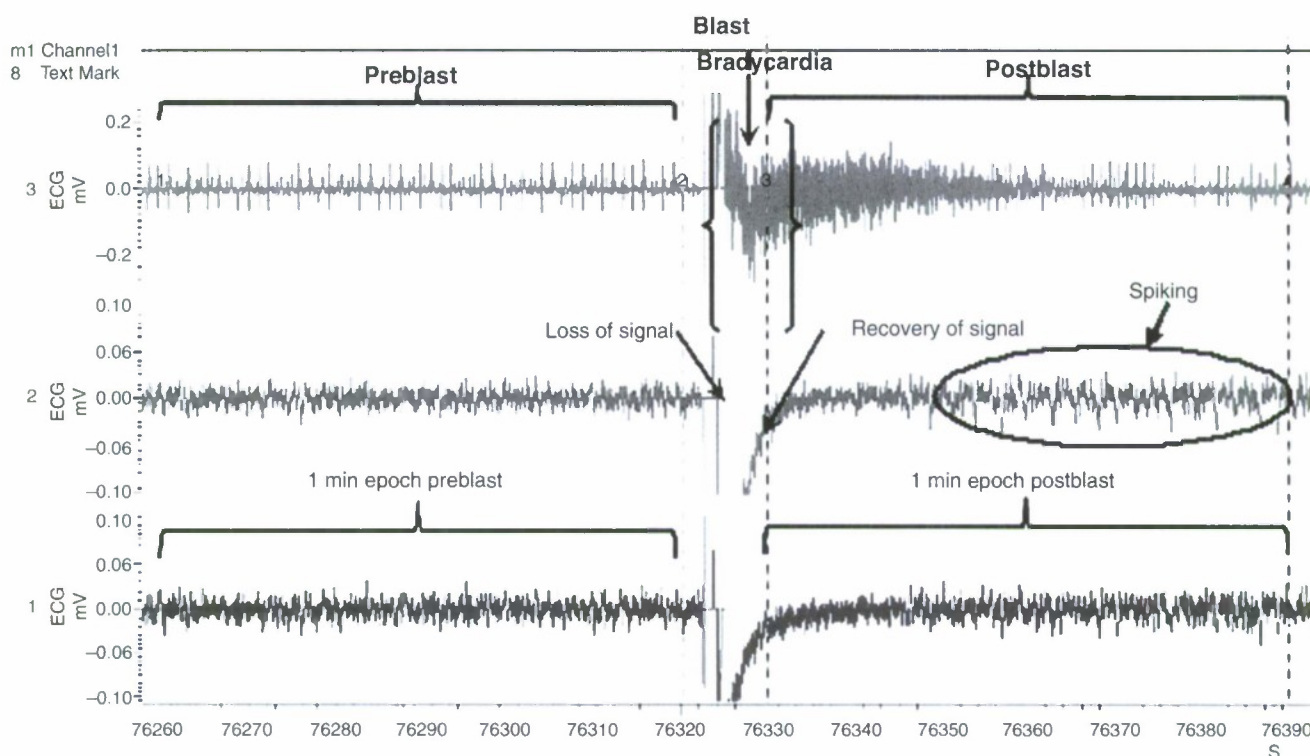 Blast
m1 Channel1
8 Text Mark
Bradycardia
Preblast
Postblast
0.2
0.0
−0.2
3 ECG mV
1
2
3
4
0.10
0.06
0.00
−0.06
−0.10
2 ECG mV
Loss of signal
Recovery of signal
Spiking
1 min epoch preblast
1 min epoch postblast
0.10
0.06
0.00
−0.06
−0.10
1 ECG mV
76260 76270 76280 76290 76300 76310 76320 76330 76340 76350 76360 76370 76380 76390
S